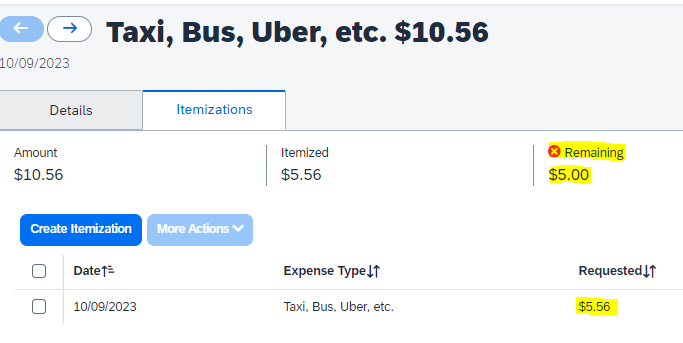 Taxi, Bus, Uber, etc. $10.56
10/09/2023
Details Itemizations
Amount Itemized Remaining
$10.56 $5.56 $5.00
Create Itemization More Actions
Date Expense Type Requested
10/09/2023 Taxi, Bus, Uber, etc. $5.56